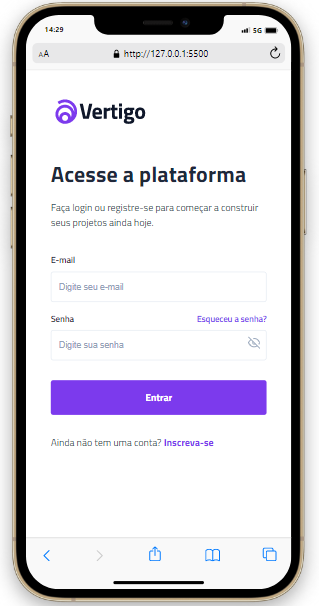 14:29
5G
AA
http://127.0.0.1:5500
Vertigo
Acesse a plataforma
Faça login ou registre-se para começar a construir
seus projetos ainda hoje.
E-mail
Digite seu e-mail
Senha
Esqueceu a senha?
Digite sua senha
Entrar
Ainda não tem uma conta? Inscreva-se